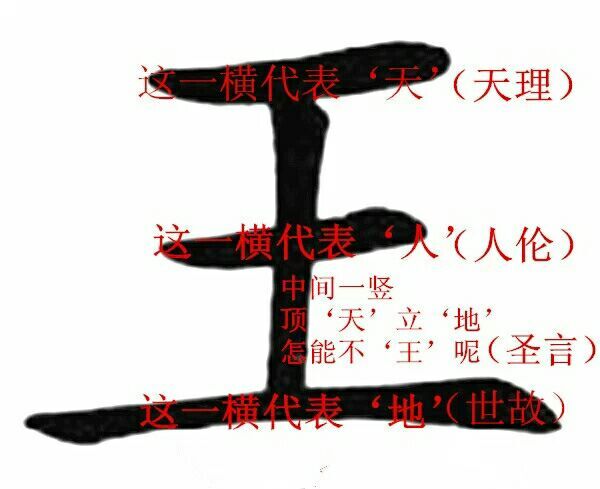 王
这一横代表‘天’（天理）
这一横代表‘人’（人伦）
中间一竖
顶‘天’立‘地’
怎能不‘王’呢（圣言）
这一横代表‘地’（世故）